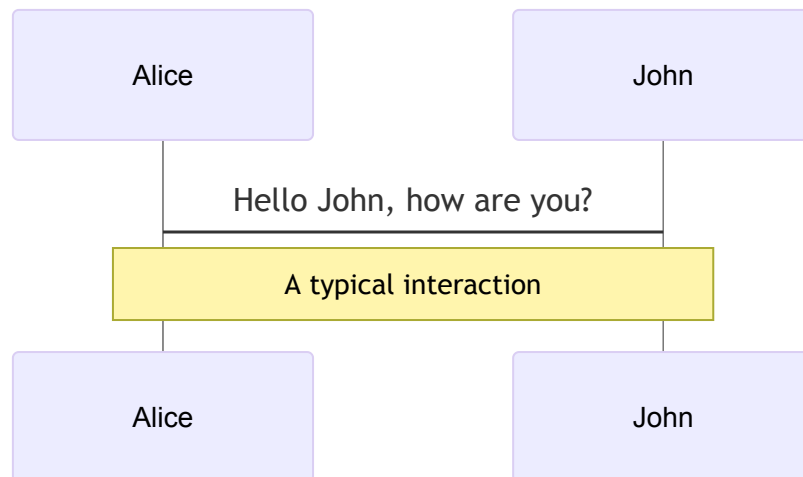 Alice
John
Hello John, how are you?
A typical interaction
Alice
John